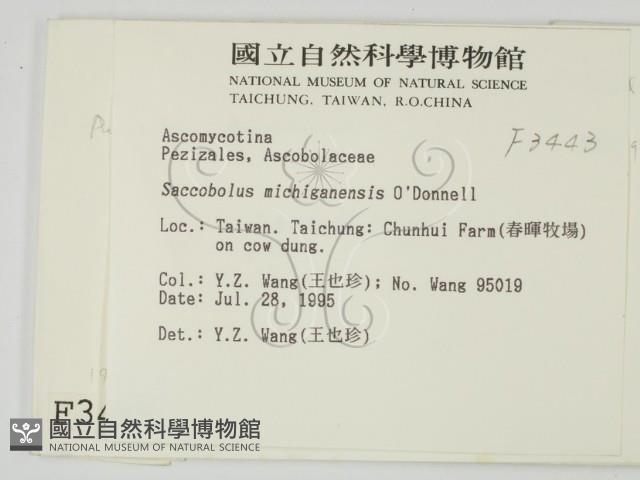 國立自然科學博物館
NATIONAL MUSEUM OF NATURAL SCIENCE
TAICHUNG, TAIWAN, R.O.CHINA
F3443
Ascomycotina
Pezizales, Ascobolaceae
Saccobolus michiganensis O'Donnell
Loc.: Taiwan. Taichung: Chunhui Farm(春暉牧場)
on cow dung.
Col.: Y.Z. Wang(王也珍); No. Wang 95019
Date: Jul. 28, 1995
Det.: Y.Z. Wang(王也珍)
F34
國立自然科學博物館
NATIONAL MUSEUM OF NATURAL SCIENCE